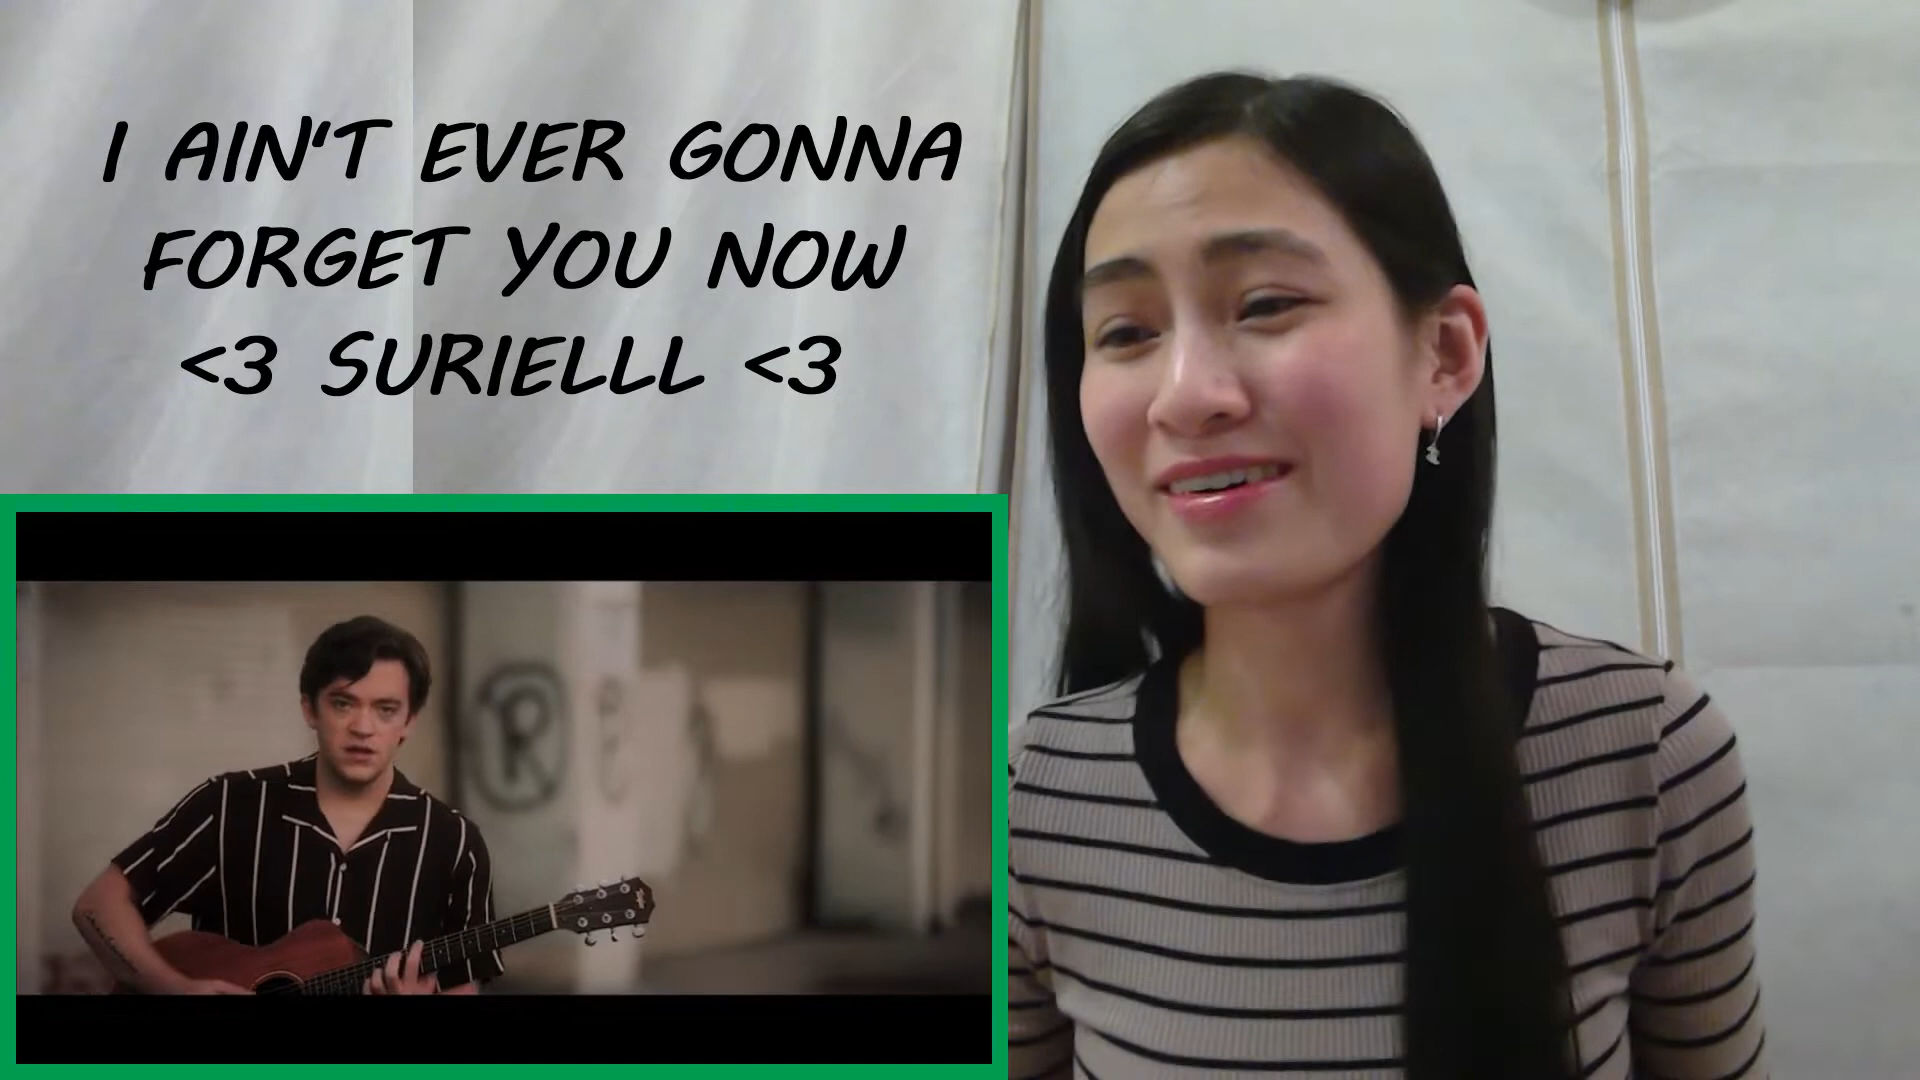 I AIN'T EVER GONNA
FORGET YOU NOW
<3 SURIELLL <3
R